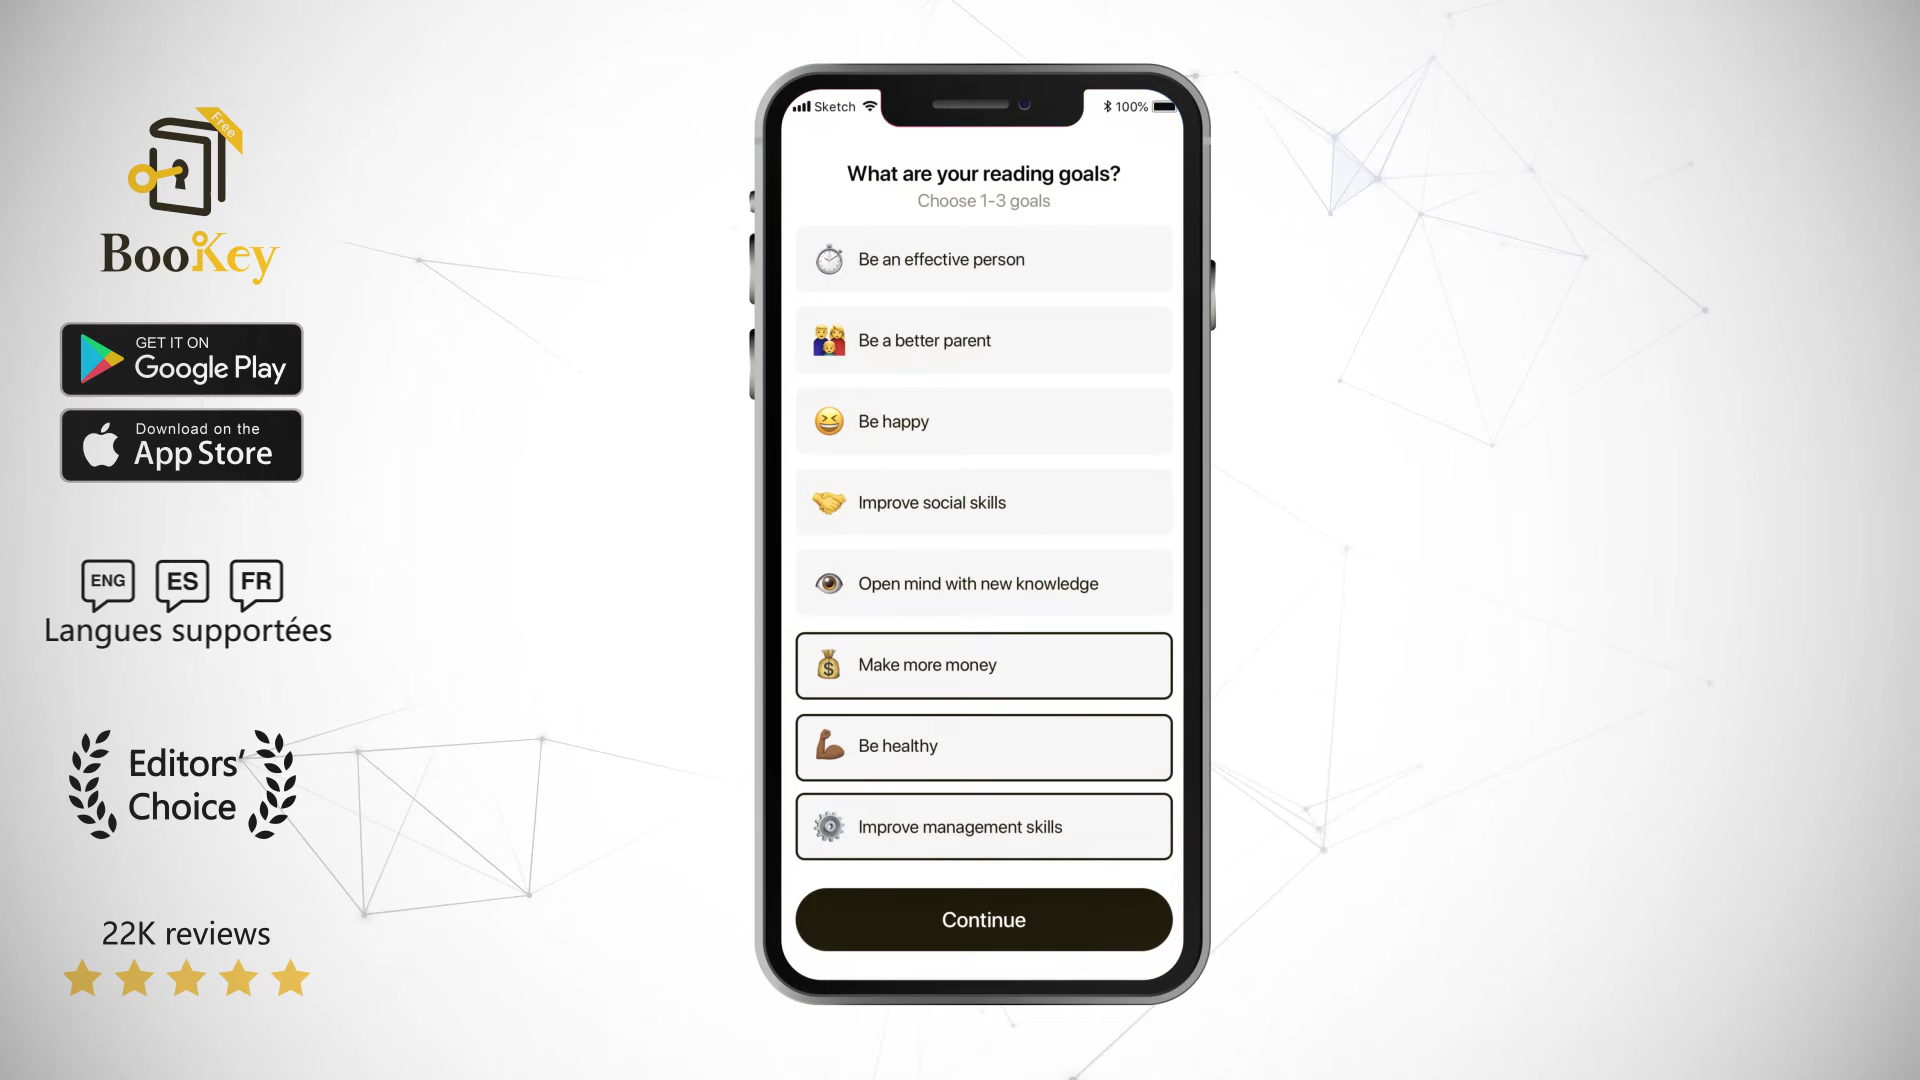 Free
BooKey
GET IT ON
Google Play
Download on the
App Store
ENG ES FR
Langues supportées
Editors'
Choice
22K reviews
Sketch 100%
What are your reading goals?
Choose 1-3 goals
Be an effective person
Be a better parent
Be happy
Improve social skills
Open mind with new knowledge
Make more money
Be healthy
Improve management skills
Continue